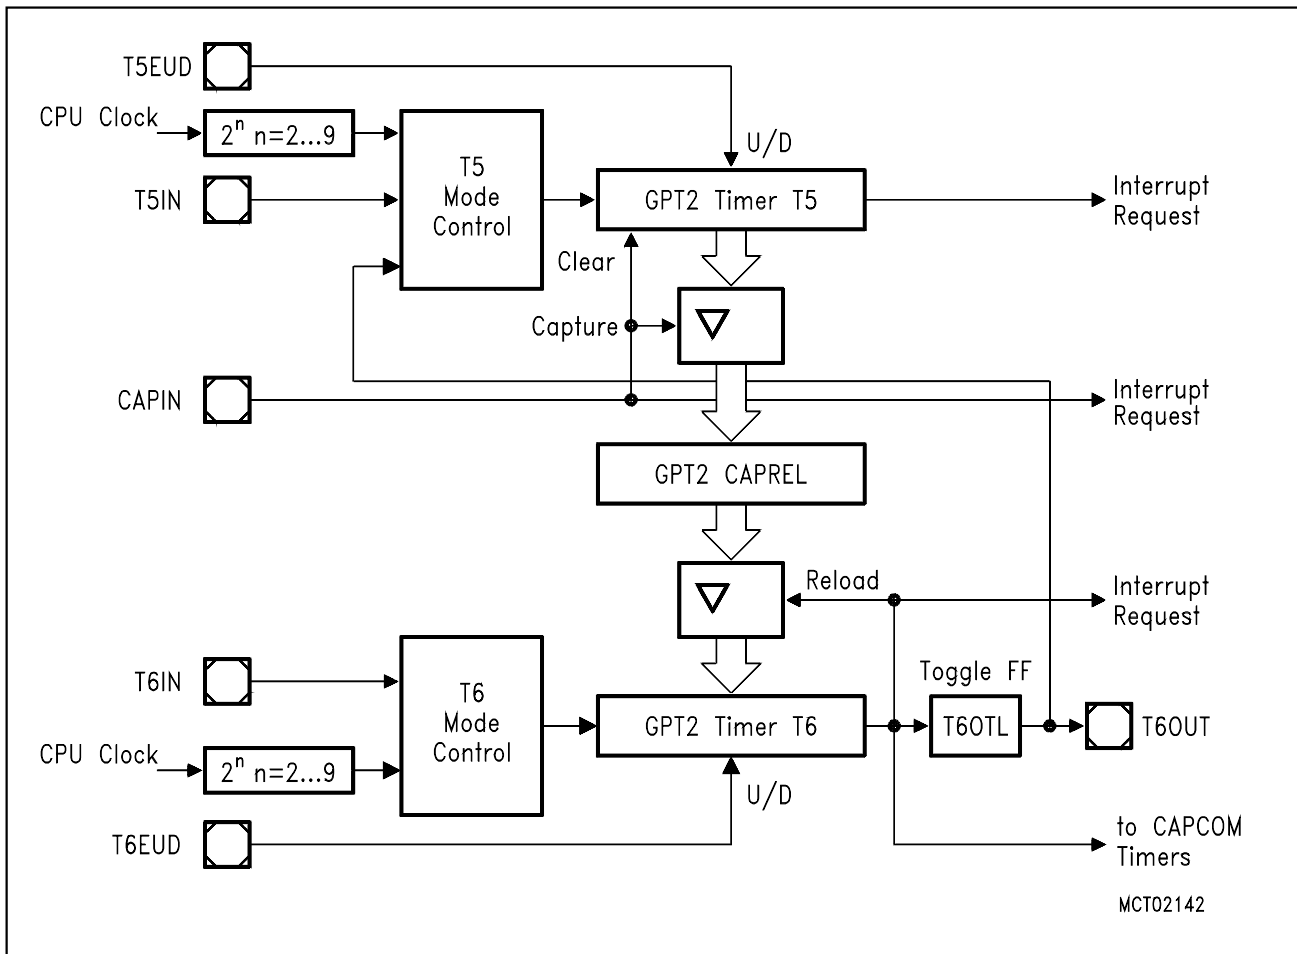 T5EUD
CPU Clock
2ⁿ n=2...9
T5IN
T5
Mode
Control
U/D
GPT2 Timer T5
Interrupt
Request
Clear
Capture
CAPIN
Interrupt
Request
GPT2 CAPREL
Reload
Interrupt
Request
T6IN
T6
Mode
Control
CPU Clock
2ⁿ n=2...9
T6EUD
GPT2 Timer T6
U/D
Toggle FF
T6OTL
T6OUT
to CAPCOM
Timers
MCT02142